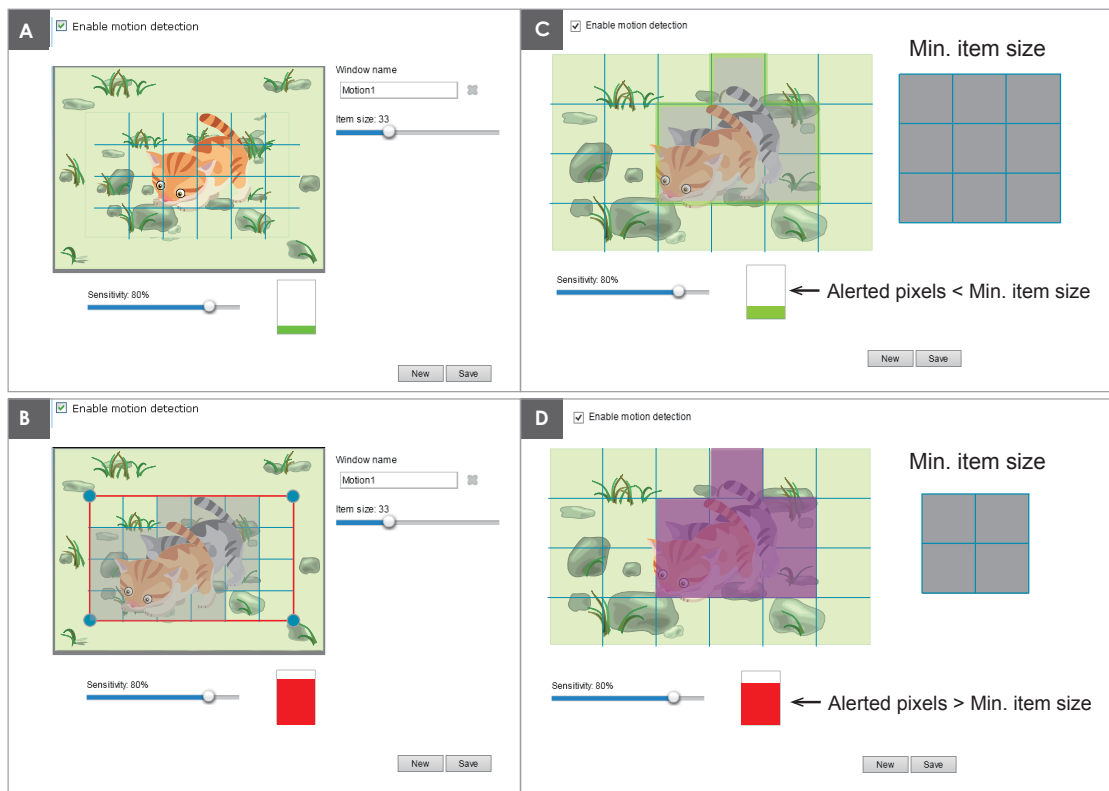 A
Enable motion detection
Window name
Motion1
Item size: 33
Sensitivity: 80%
New Save
C
Enable motion detection
Min. item size
Sensitivity: 80%
Alerted pixels < Min. item size
New Save
B
Enable motion detection
Window name
Motion1
Item size: 33
Sensitivity: 80%
New Save
D
Enable motion detection
Min. item size
Sensitivity: 80%
Alerted pixels > Min. item size
New Save